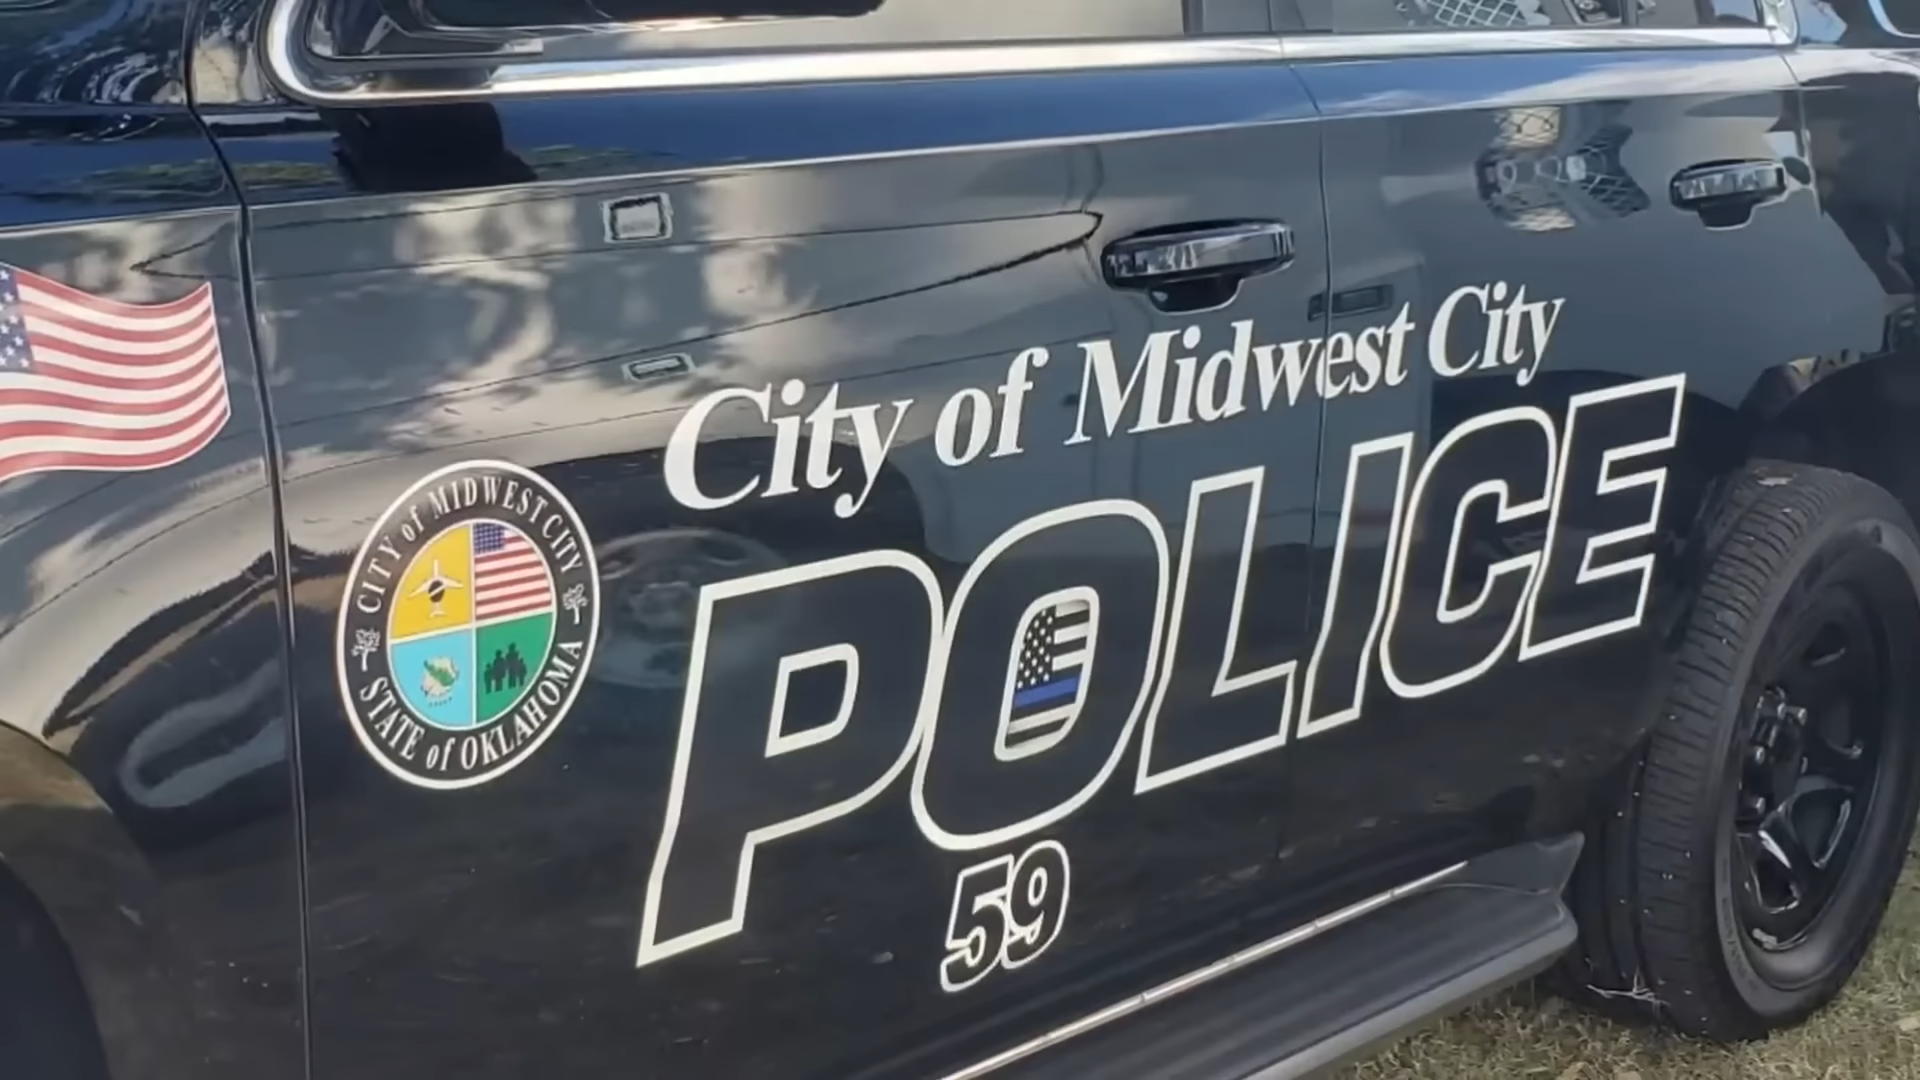 CITY of MIDWEST CITY
STATE of OKLAHOMA
City of Midwest City
POLICE
59